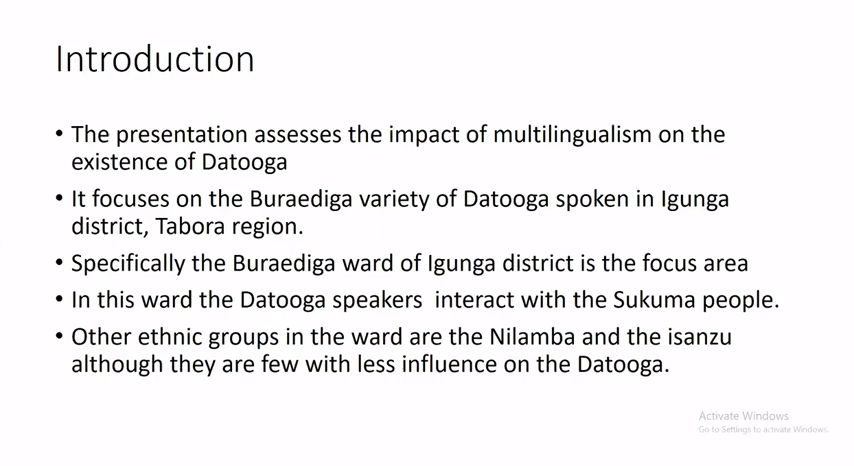 Introduction
• The presentation assesses the impact of multilingualism on the
existence of Datooga
• It focuses on the Buraediga variety of Datooga spoken in Igunga
district, Tabora region.
• Specifically the Buraediga ward of Igunga district is the focus area
• In this ward the Datooga speakers  interact with the Sukuma people.
• Other ethnic groups in the ward are the Nilamba and the isanzu
although they are few with less influence on the Datooga.
Activate Windows
Go to Settings to activate Windows.